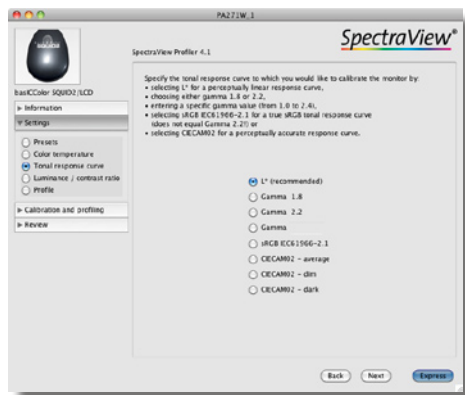 PA271W_1
SpectraView®
SpectraView Profiler 4.1
basICColor SQUID2/LCD
Information
Settings
Presets
Color temperature
Tonal response curve
Luminance / contrast ratio
Profile
Calibration and profiling
Review
Specify the tonal response curve to which you would like to calibrate the monitor by:
• selecting L* for a perceptually linear response curve,
• choosing either gamma 1.8 or 2.2,
• entering a specific gamma value (from 1.0 to 2.4),
• selecting sRGB IEC61966-2.1 for a true sRGB tonal response curve
(does not equal Gamma 2.2!) or
• selecting CIECAM02 for a perceptually accurate response curve.
L* (recommended)
Gamma 1.8
Gamma 2.2
Gamma
sRGB IEC61966-2.1
CIECAM02 - average
CIECAM02 - dim
CIECAM02 - dark
Back
Next
Express